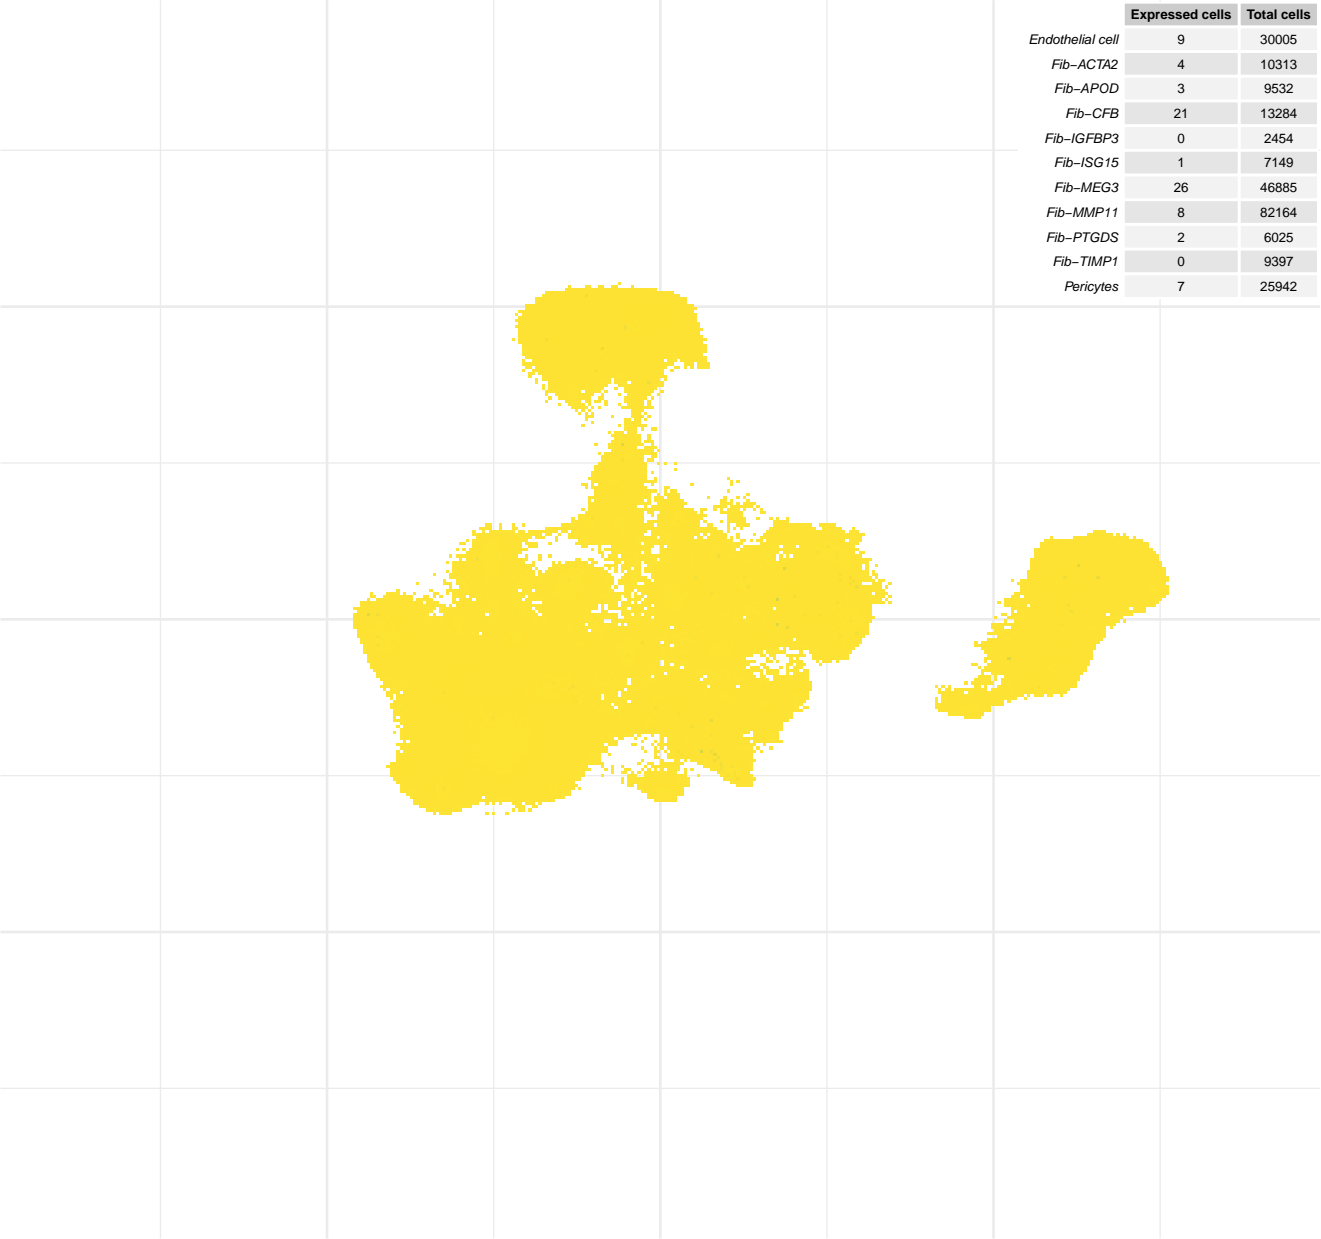 Expressed cells Total cells
Endothelial cell 9 30005
Fib−ACTA2 4 10313
Fib−APOD 3 9532
Fib−CFB 21 13284
Fib−IGFBP3 0 2454
Fib−ISG15 1 7149
Fib−MEG3 26 46885
Fib−MMP11 8 82164
Fib−PTGDS 2 6025
Fib−TIMP1 0 9397
Pericytes 7 25942